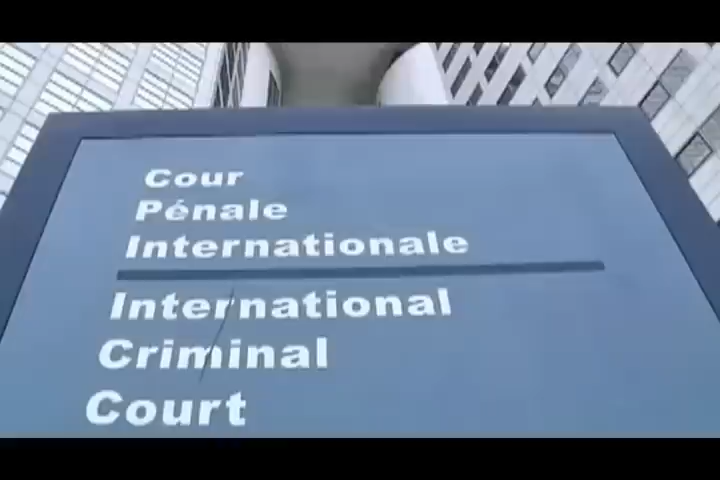 Cour
Pénale
Internationale
International
Criminal
Court